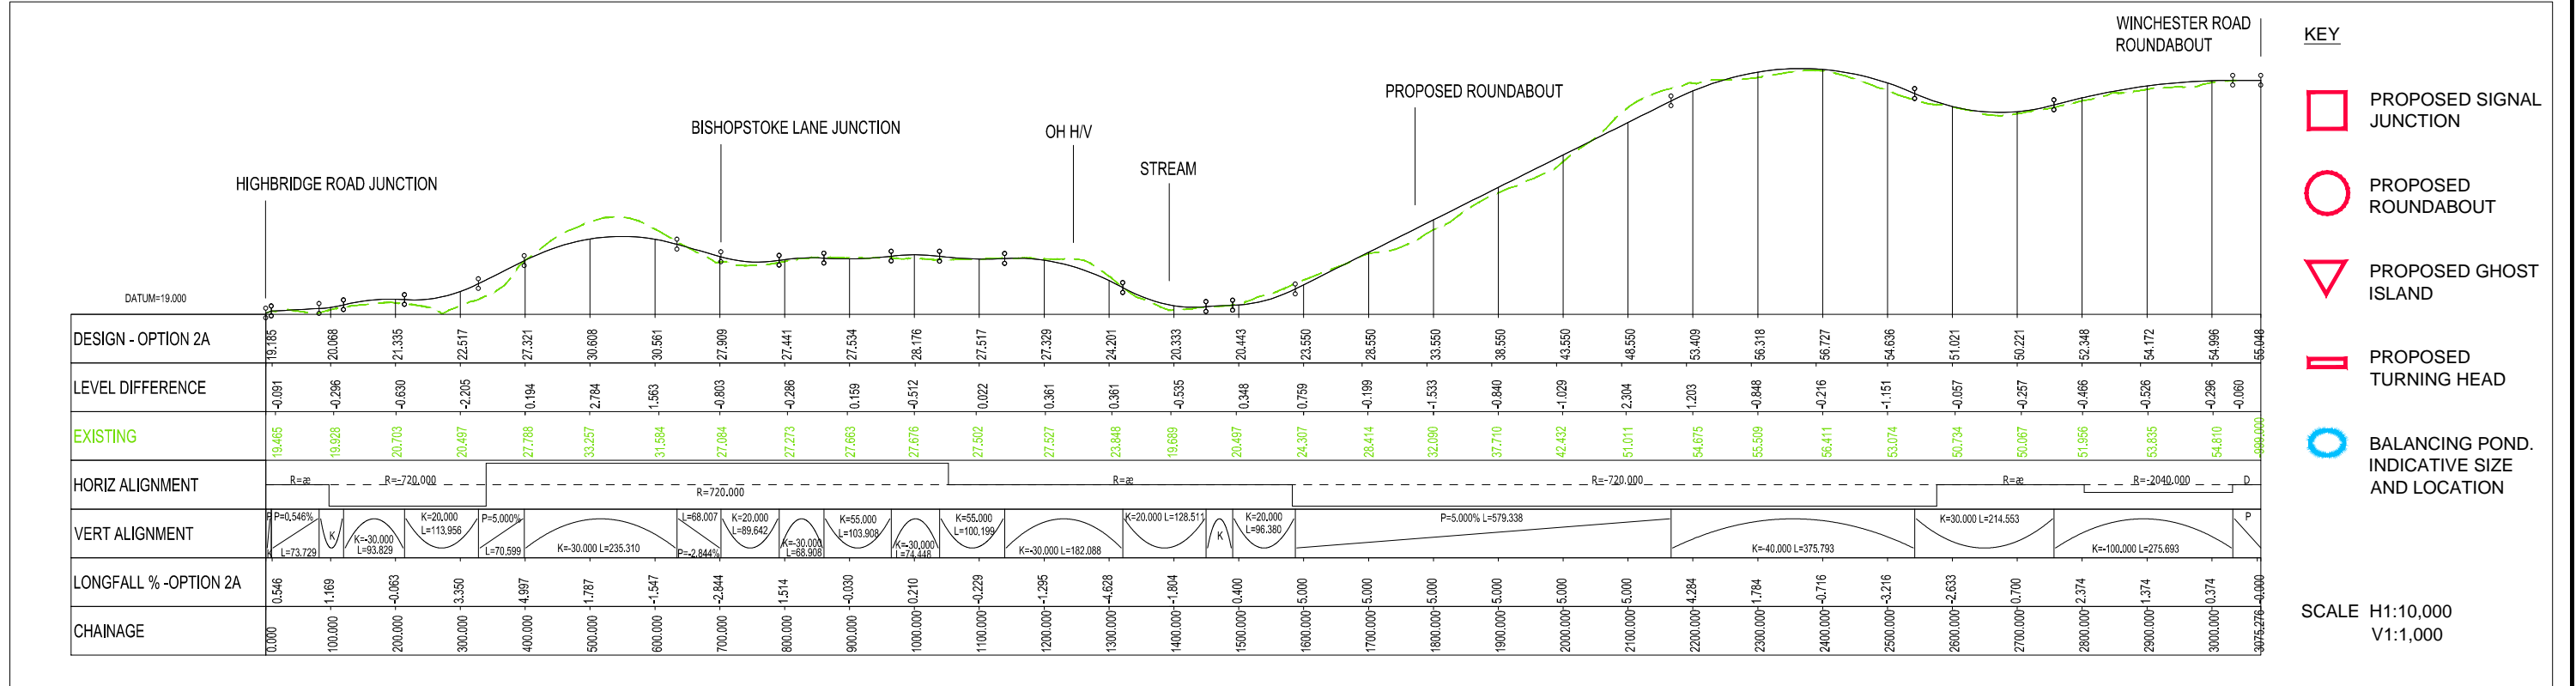 WINCHESTER ROAD
ROUNDABOUT
KEY
PROPOSED SIGNAL
JUNCTION
PROPOSED
ROUNDABOUT
PROPOSED GHOST
ISLAND
PROPOSED
TURNING HEAD
BALANCING POND.
INDICATIVE SIZE
AND LOCATION
SCALE H1:10,000
V1:1,000
PROPOSED ROUNDABOUT
BISHOPSTOKE LANE JUNCTION
OH H/V
STREAM
HIGHBRIDGE ROAD JUNCTION
DATUM=19.000
DESIGN - OPTION 2A 19.185 20.068 21.335 22.517 27.321 30.608 30.561 27.909 27.441 27.534 28.176 27.517 27.329 24.201 20.333 20.443 23.550 28.550 33.550 38.550 43.550 48.550 53.409 56.318 56.727 54.636 51.021 50.221 52.348 54.172 54.996 55.048
LEVEL DIFFERENCE -0.091 -0.296 -0.630 -2.205 0.194 2.784 1.563 -0.803 -0.286 0.199 -0.512 0.022 0.361 0.361 -0.535 0.348 0.759 -0.199 -1.533 -0.840 -1.029 2.304 1.203 -0.848 -0.216 -1.151 -0.057 -0.257 -0.466 -0.526 -0.296 -0.060
EXISTING 19.465 19.928 20.703 20.497 27.788 33.257 31.584 27.084 27.273 27.663 27.676 27.502 27.527 23.848 19.689 20.497 24.307 28.414 32.090 37.710 42.432 51.011 54.675 55.509 56.411 53.074 50.734 50.067 51.956 53.835 54.810 -999.000
HORIZ ALIGNMENT R=æ R=-720.000 R=720.000 R=æ R=-720.000 R=æ R=-2040.000 D
VERT ALIGNMENT
P P=0.546% L=73.729
K
K
K=-30.000 L=93.829
K=20.000 L=113.956
P=5.000% L=70.599
K=-30.000 L=235.310
L=68.007 P=-2.844%
K=20.000 L=89.642
K=-30.000 L=68.908
K=55.000 L=103.908
K=-30.000 L=74.448
K=55.000 L=100.199
K=-30.000 L=182.088
K=20.000 L=128.511
K
K=20.000 L=96.380
P=5.000% L=579.338
K=-40.000 L=375.793
K=30.000 L=214.553
K=-100.000 L=275.693
P
LONGFALL % -OPTION 2A 0.546 1.169 -0.063 3.350 4.997 1.787 -1.547 -2.844 1.514 -0.030 0.210 -0.229 -1.295 -4.628 -1.804 0.400 5.000 5.000 5.000 5.000 5.000 5.000 4.284 1.784 -0.716 -3.216 -2.633 0.700 2.374 1.374 0.374 -0.000
CHAINAGE 0.000 100.000 200.000 300.000 400.000 500.000 600.000 700.000 800.000 900.000 1000.000 1100.000 1200.000 1300.000 1400.000 1500.000 1600.000 1700.000 1800.000 1900.000 2000.000 2100.000 2200.000 2300.000 2400.000 2500.000 2600.000 2700.000 2800.000 2900.000 3000.000 3075.276